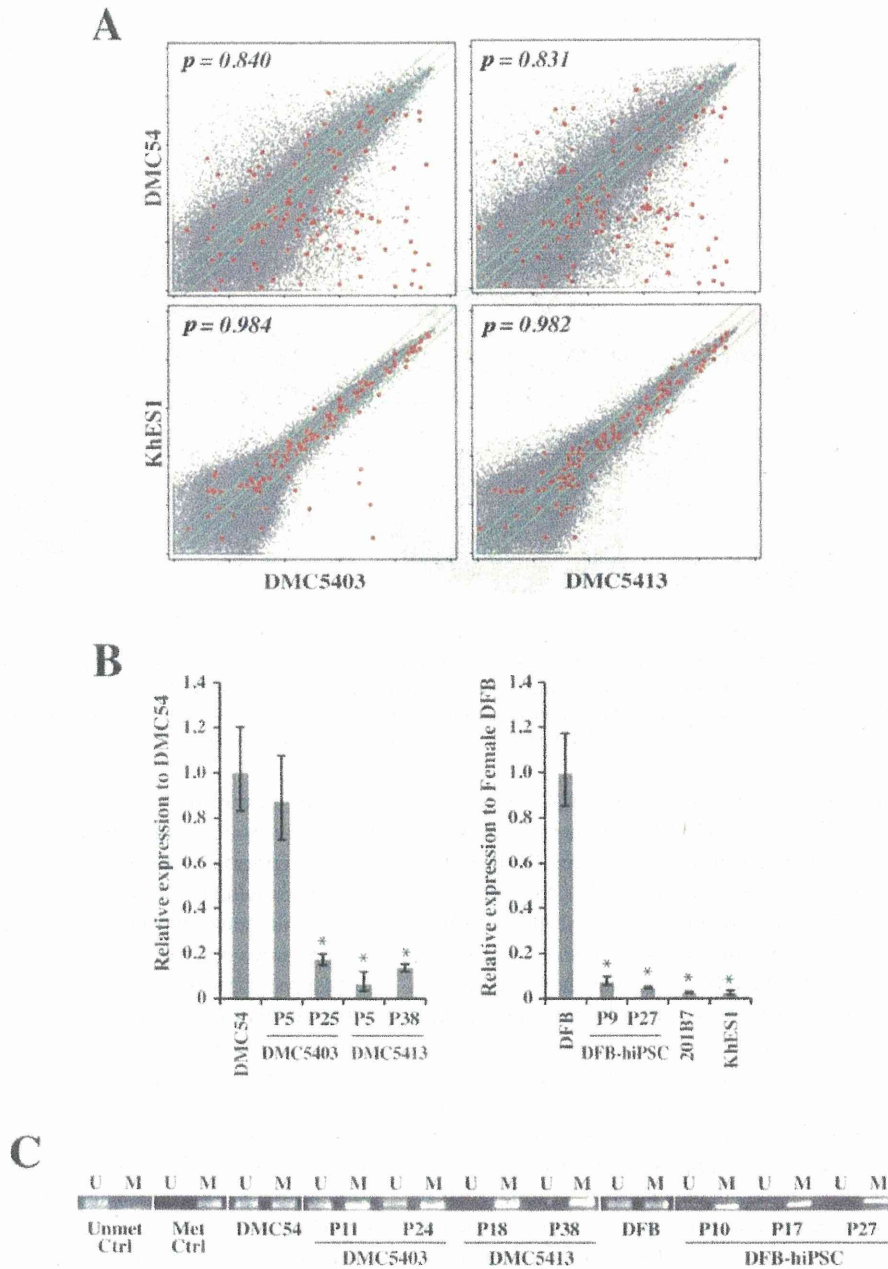 A
p = 0.840
p = 0.831
DMC54
p = 0.984
p = 0.982
KhES1
DMC5403
DMC5413
B
Relative expression to DMC54
1.4
1.2
1.0
0.8
0.6
0.4
0.2
0
*
*
*
DMC54
P5
P25
P5
P38
DMC5403
DMC5413
Relative expression to Female DFB
1.4
1.2
1.0
0.8
0.6
0.4
0.2
0
*
*
*
*
DFB
P9
P27
DFB-hiPSC
201B7
KhES1
C
U M U M U M U M U M U M U M U M U M U M U M
Unmet Ctrl
Met Ctrl
DMC54
P11
P24
DMC5403
P18
P38
DMC5413
DFB
P10
P17
P27
DFB-hiPSC